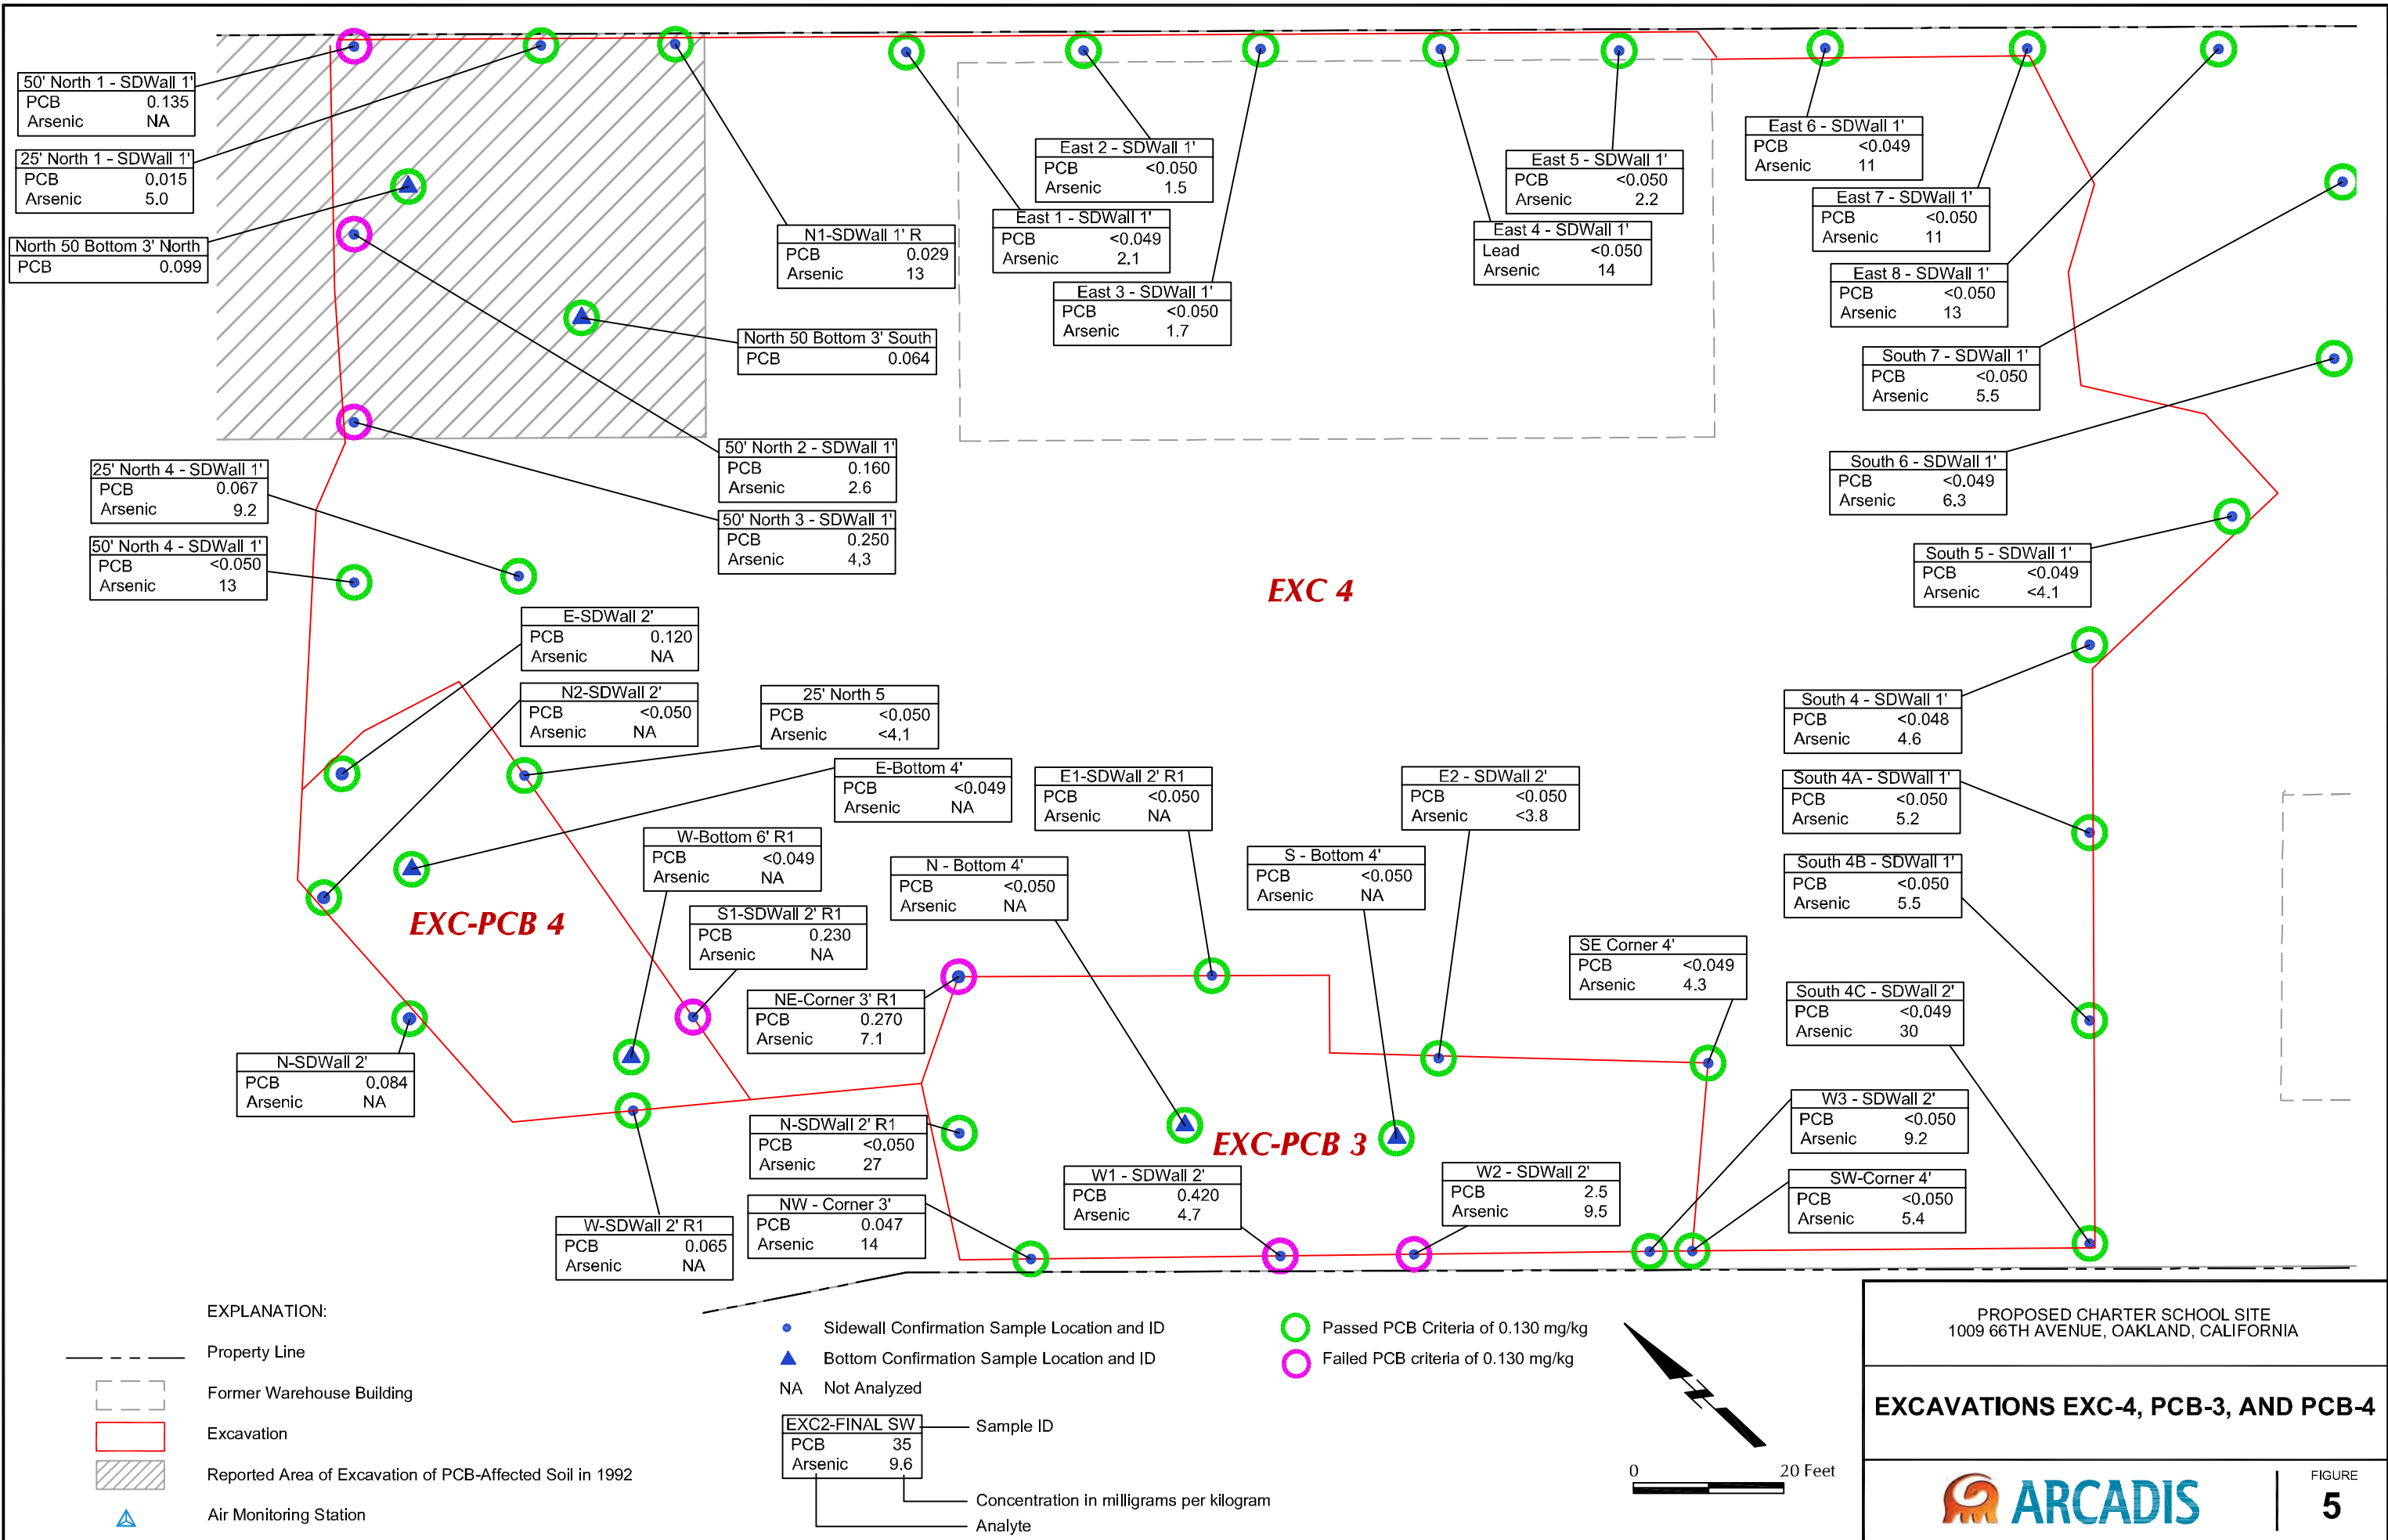 50' North 1 - SDWall 1'
PCB 0.135
Arsenic NA
25' North 1 - SDWall 1'
PCB 0.015
Arsenic 5.0
North 50 Bottom 3' North
PCB 0.099
N1-SDWall 1' R
PCB 0.029
Arsenic 13
East 2 - SDWall 1'
PCB <0.050
Arsenic 1.5
East 1 - SDWall 1'
PCB <0.049
Arsenic 2.1
East 3 - SDWall 1'
PCB <0.050
Arsenic 1.7
East 5 - SDWall 1'
PCB <0.050
Arsenic 2.2
East 4 - SDWall 1'
Lead <0.050
Arsenic 14
East 6 - SDWall 1'
PCB <0.049
Arsenic 11
East 7 - SDWall 1'
PCB <0.050
Arsenic 11
East 8 - SDWall 1'
PCB <0.050
Arsenic 13
South 7 - SDWall 1'
PCB <0.050
Arsenic 5.5
North 50 Bottom 3' South
PCB 0.064
50' North 2 - SDWall 1'
PCB 0.160
Arsenic 2.6
50' North 3 - SDWall 1'
PCB 0.250
Arsenic 4,3
South 6 - SDWall 1'
PCB <0.049
Arsenic 6.3
25' North 4 - SDWall 1'
PCB 0.067
Arsenic 9.2
50' North 4 - SDWall 1'
PCB <0.050
Arsenic 13
South 5 - SDWall 1'
PCB <0.049
Arsenic <4.1
EXC 4
E-SDWall 2'
PCB 0.120
Arsenic NA
N2-SDWall 2'
PCB <0.050
Arsenic NA
25' North 5
PCB <0.050
Arsenic <4.1
E-Bottom 4'
PCB <0.049
Arsenic NA
E1-SDWall 2' R1
PCB <0.050
Arsenic NA
E2 - SDWall 2'
PCB <0.050
Arsenic <3.8
South 4 - SDWall 1'
PCB <0.048
Arsenic 4.6
South 4A - SDWall 1'
PCB <0.050
Arsenic 5.2
South 4B - SDWall 1'
PCB <0.050
Arsenic 5.5
W-Bottom 6' R1
PCB <0.049
Arsenic NA
N - Bottom 4'
PCB <0.050
Arsenic NA
S - Bottom 4'
PCB <0.050
Arsenic NA
S1-SDWall 2' R1
PCB 0.230
Arsenic NA
EXC-PCB 4
SE Corner 4'
PCB <0.049
Arsenic 4.3
NE-Corner 3' R1
PCB 0.270
Arsenic 7.1
South 4C - SDWall 2'
PCB <0.049
Arsenic 30
N-SDWall 2'
PCB 0.084
Arsenic NA
N-SDWall 2' R1
PCB <0.050
Arsenic 27
EXC-PCB 3
W3 - SDWall 2'
PCB <0.050
Arsenic 9.2
W1 - SDWall 2'
PCB 0.420
Arsenic 4.7
W2 - SDWall 2'
PCB 2.5
Arsenic 9.5
SW-Corner 4'
PCB <0.050
Arsenic 5.4
NW - Corner 3'
PCB 0.047
Arsenic 14
W-SDWall 2' R1
PCB 0.065
Arsenic NA
EXPLANATION:
Property Line
Former Warehouse Building
Excavation
Reported Area of Excavation of PCB-Affected Soil in 1992
Air Monitoring Station
Sidewall Confirmation Sample Location and ID
Bottom Confirmation Sample Location and ID
NA Not Analyzed
EXC2-FINAL SW Sample ID
PCB 35
Arsenic 9.6
Concentration in milligrams per kilogram
Analyte
Passed PCB Criteria of 0.130 mg/kg
Failed PCB criteria of 0.130 mg/kg
0 20 Feet
PROPOSED CHARTER SCHOOL SITE
1009 66TH AVENUE, OAKLAND, CALIFORNIA
EXCAVATIONS EXC-4, PCB-3, AND PCB-4
ARCADIS
FIGURE
5